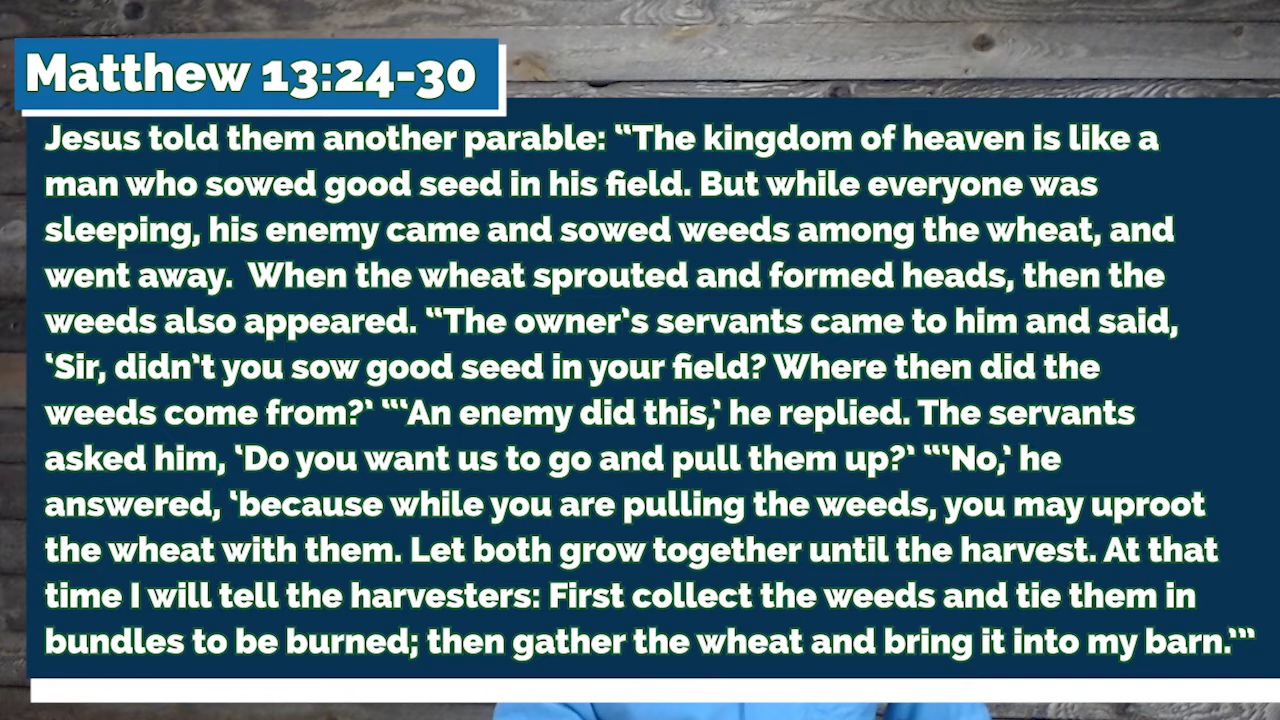 Matthew 13:24-30
Jesus told them another parable: “The kingdom of heaven is like a
man who sowed good seed in his field. But while everyone was
sleeping, his enemy came and sowed weeds among the wheat, and
went away.  When the wheat sprouted and formed heads, then the
weeds also appeared. “The owner’s servants came to him and said,
‘Sir, didn’t you sow good seed in your field? Where then did the
weeds come from?’ “‘An enemy did this,’ he replied. The servants
asked him, ‘Do you want us to go and pull them up?’ “‘No,’ he
answered, ‘because while you are pulling the weeds, you may uproot
the wheat with them. Let both grow together until the harvest. At that
time I will tell the harvesters: First collect the weeds and tie them in
bundles to be burned; then gather the wheat and bring it into my barn.’”